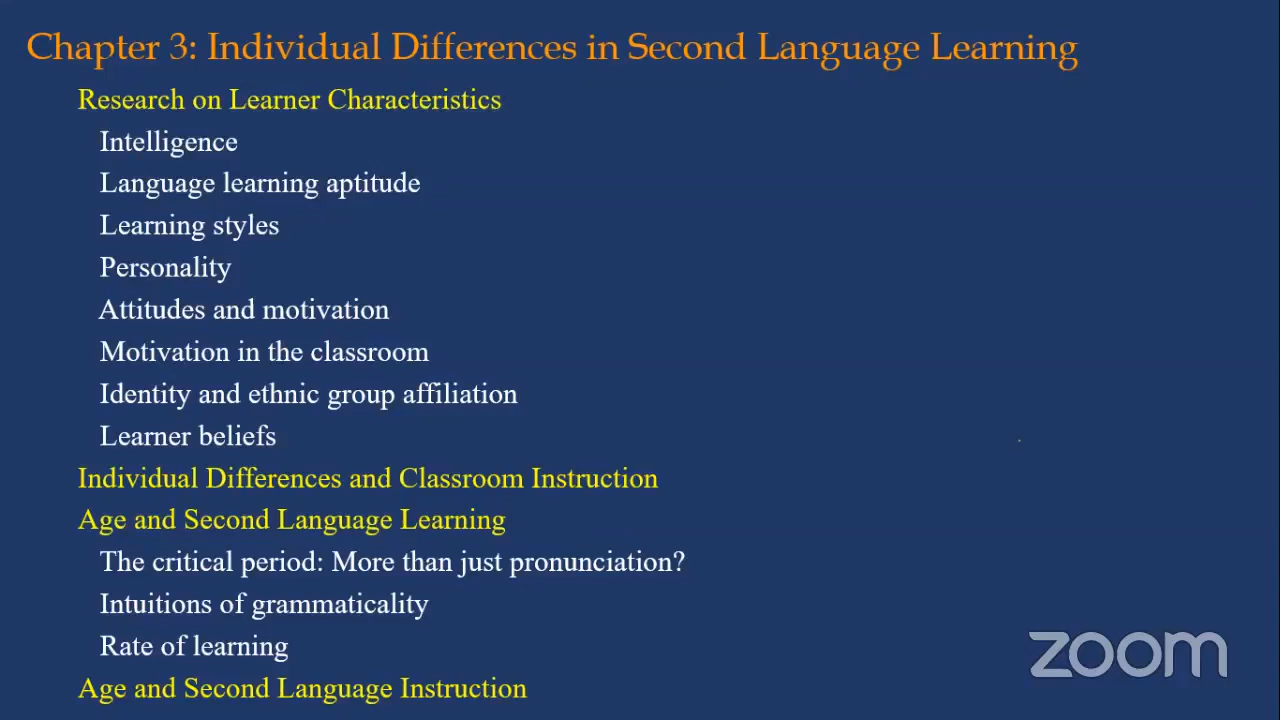 Chapter 3: Individual Differences in Second Language Learning
Research on Learner Characteristics
Intelligence
Language learning aptitude
Learning styles
Personality
Attitudes and motivation
Motivation in the classroom
Identity and ethnic group affiliation
Learner beliefs
Individual Differences and Classroom Instruction
Age and Second Language Learning
The critical period: More than just pronunciation?
Intuitions of grammaticality
Rate of learning
Age and Second Language Instruction
zoom